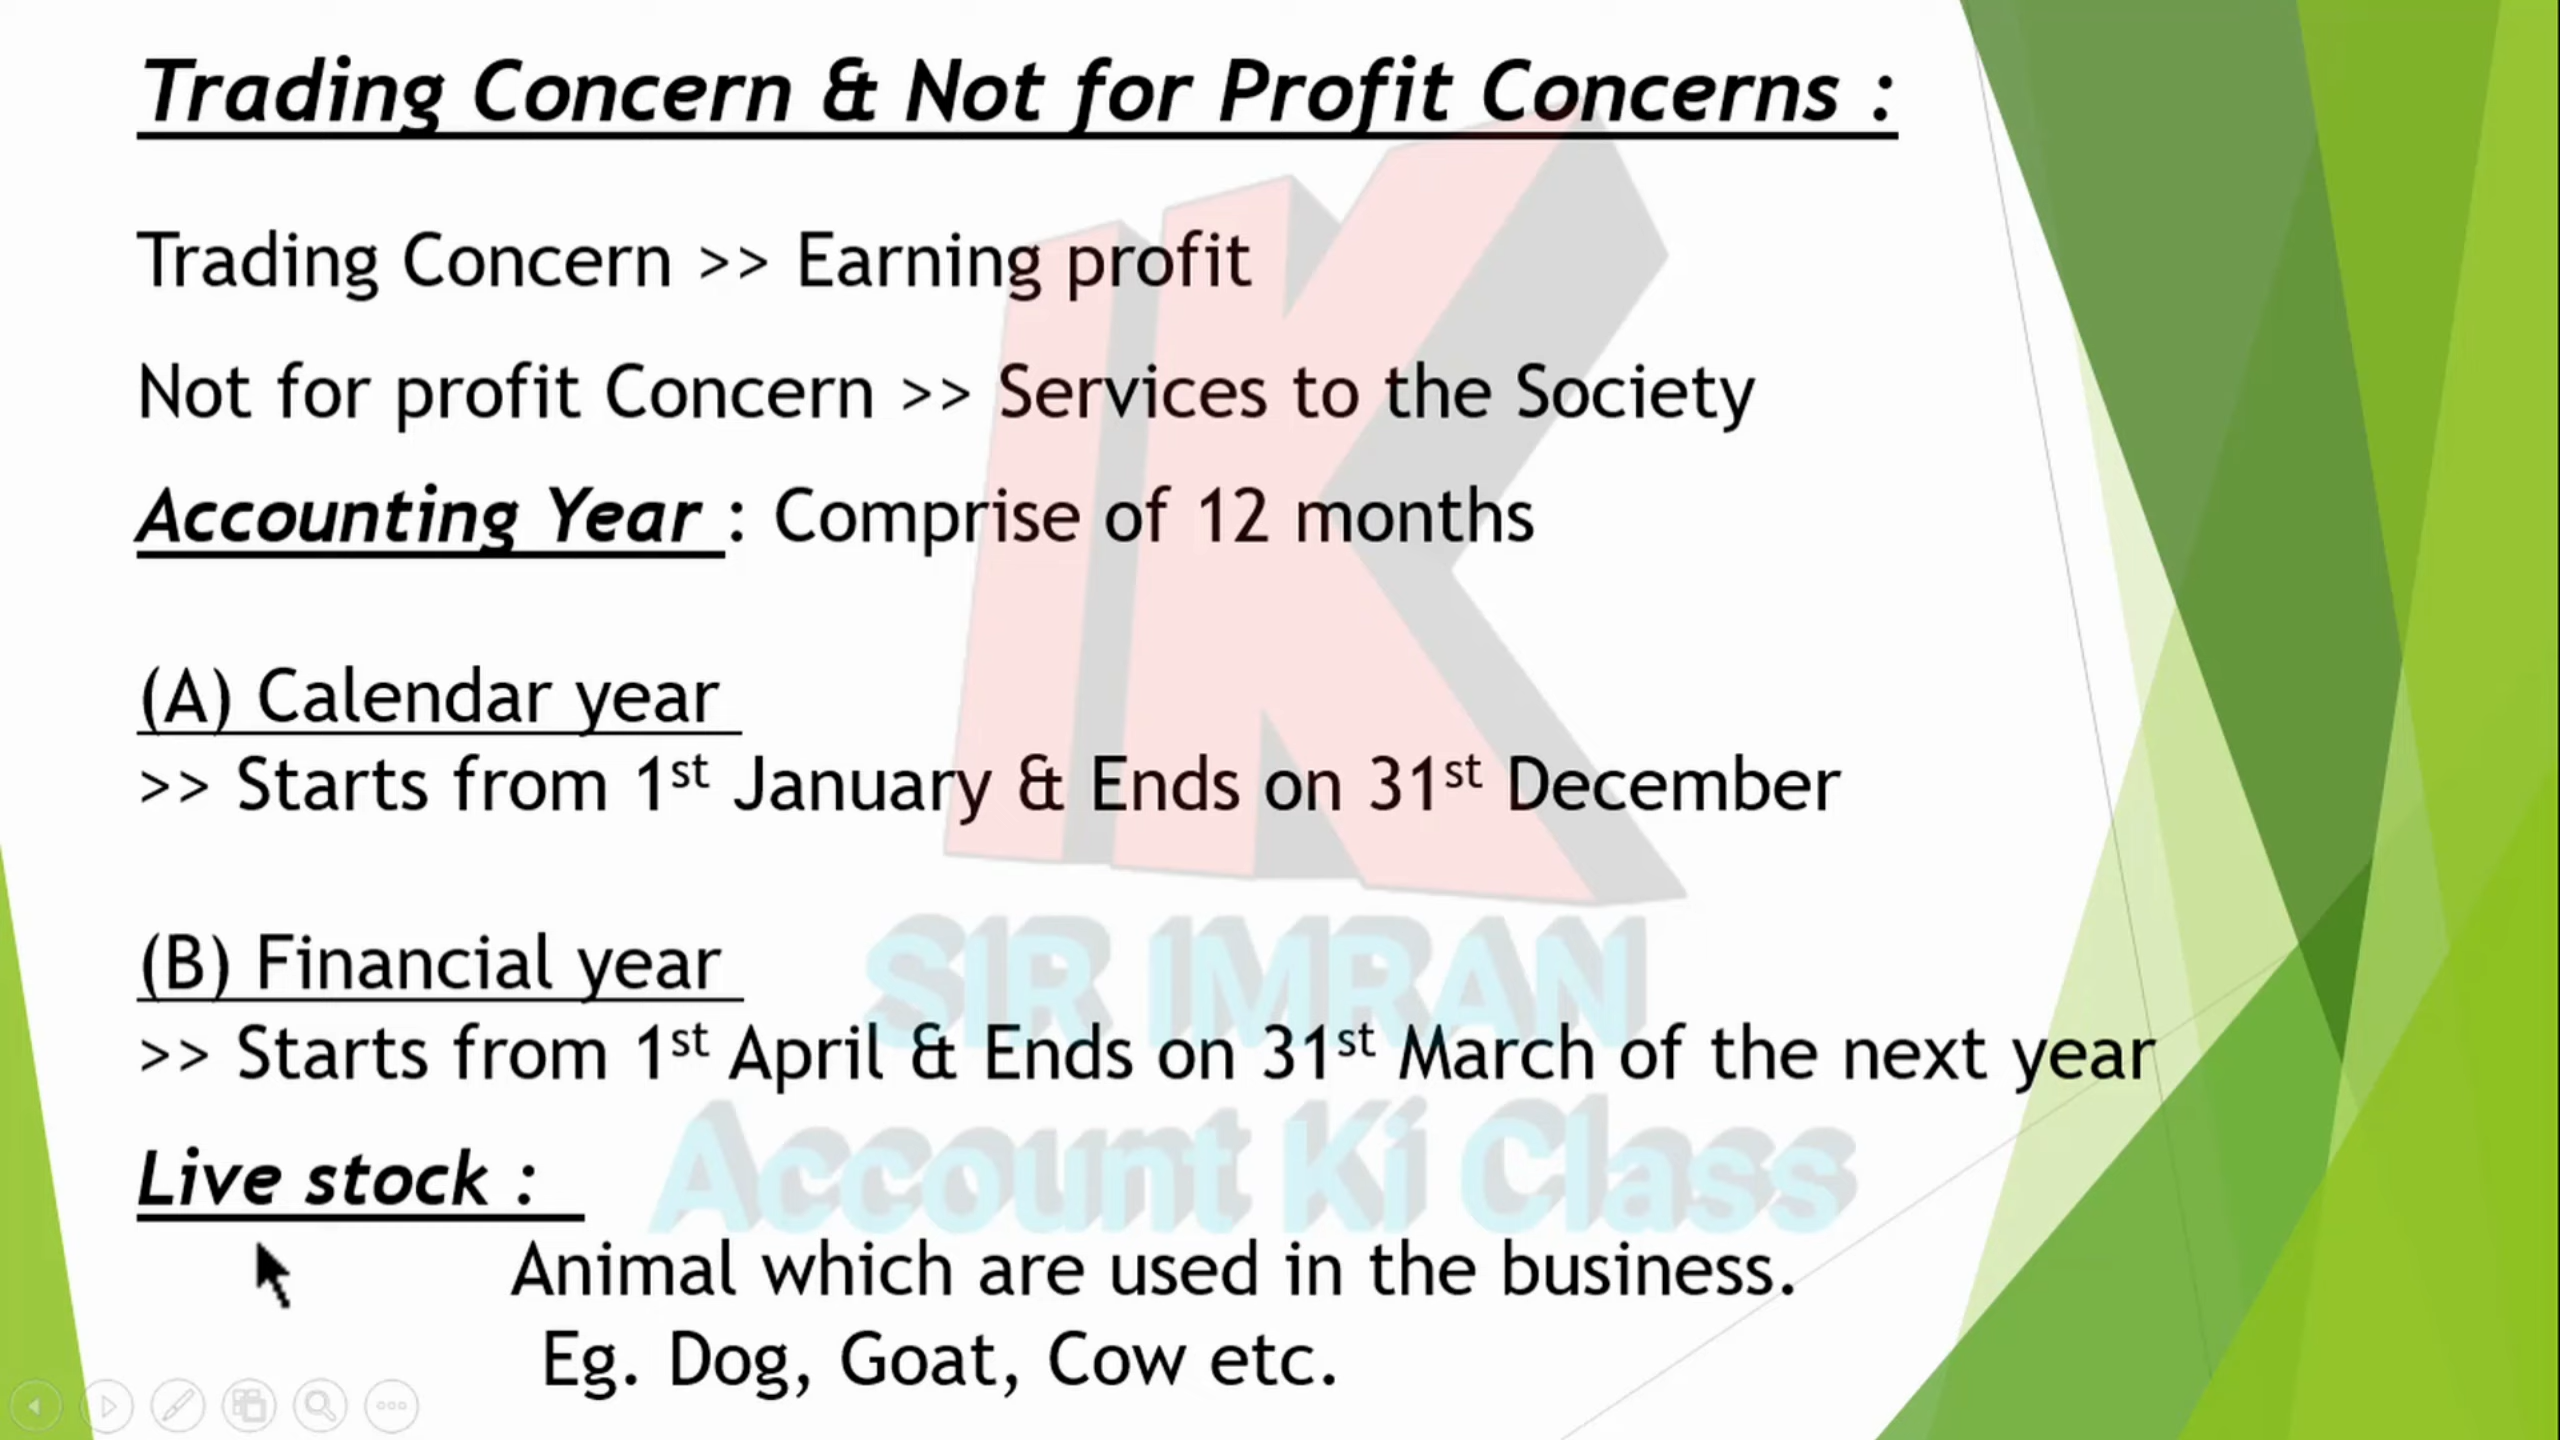 Trading Concern & Not for Profit Concerns :
Trading Concern >> Earning profit
Not for profit Concern >> Services to the Society
Accounting Year : Comprise of 12 months
(A) Calendar year
>> Starts from 1st January & Ends on 31st December
(B) Financial year
>> Starts from 1st April & Ends on 31st March of the next year
Live stock :
Animal which are used in the business.
Eg. Dog, Goat, Cow etc.
IK
SIR IMRAN
Account Ki Class